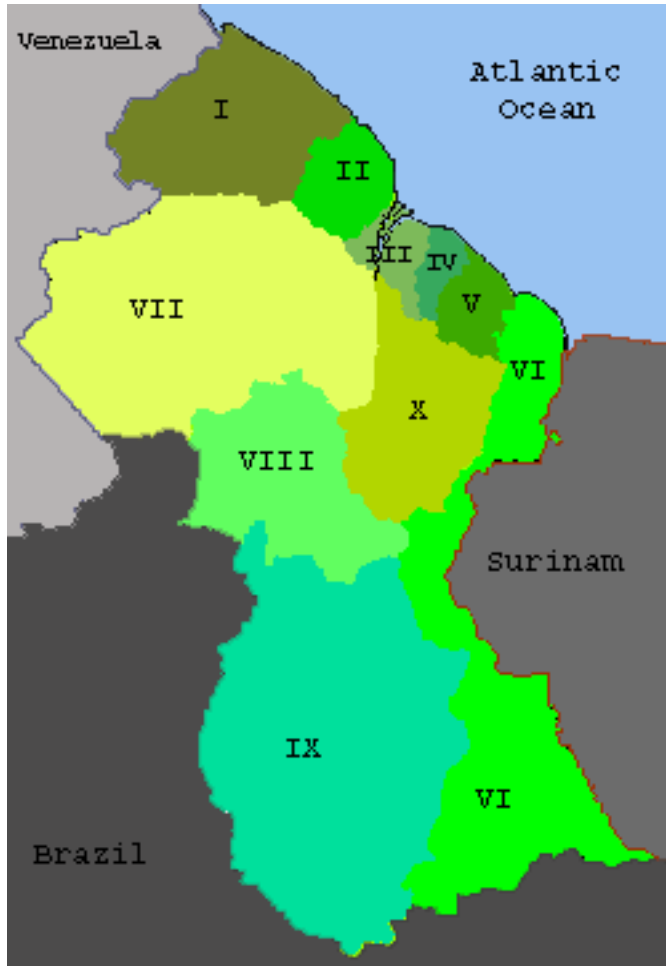 Venezuela
Atlantic
Ocean
I
II
III
IV
VII
V
VI
X
VIII
Surinam
IX
VI
Brazil